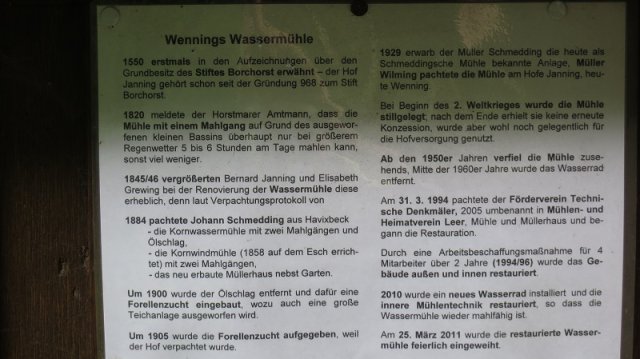 Wennings Wassermühle
1550 erstmals in den Aufzeichnungen über den
Grundbesitz des Stiftes Borchorst erwähnt – der Hof
Janning gehört schon seit der Gründung 968 zum Stift
Borchorst.
1820 meldete der Horstmarer Amtmann, dass die
Mühle mit einem Mahlgang auf Grund des ausgewor-
fenen kleinen Bassins überhaupt nur bei größerem
Regenwetter 5 bis 6 Stunden am Tage mahlen kann,
sonst viel weniger.
1845/46 vergrößerten Bernard Janning und Elisabeth
Grewing bei der Renovierung der Wassermühle diese
erheblich, denn laut Verpachtungsprotokoll von
1884 pachtete Johann Schmedding aus Havixbeck
- die Kornwassermühle mit zwei Mahlgängen und
Ölschlag,
- die Kornwindmühle (1858 auf dem Esch errich-
tet) mit zwei Mahlgängen,
- das neu erbaute Müllerhaus nebst Garten.
Um 1900 wurde der Ölschlag entfernt und dafür eine
Forellenzucht eingebaut, wozu auch eine große
Teichanlage ausgeworfen wird.
Um 1905 wurde die Forellenzucht aufgegeben, weil
der Hof verpachtet wurde.
1929 erwarb der Müller Schmedding die heute als
Schmeddingsche Mühle bekannte Anlage, Müller
Wilming pachtete die Mühle am Hofe Janning, heu-
te Wenning.
Bei Beginn des 2. Weltkrieges wurde die Mühle
stillgelegt; nach dem Ende erhielt sie keine erneute
Konzession, wurde aber wohl noch gelegentlich für
die Hofversorgung genutzt.
Ab den 1950er Jahren verfiel die Mühle zuse-
hends, Mitte der 1960er Jahre wurde das Wasserrad
entfernt.
Am 31. 3. 1994 pachtete der Förderverein Techni-
sche Denkmäler, 2005 umbenannt in Mühlen- und
Heimatverein Leer, Mühle und Müllerhaus und be-
gann die Restauration.
Durch eine Arbeitsbeschaffungsmaßnahme für 4
Mitarbeiter über 2 Jahre (1994/96) wurde das Ge-
bäude außen und innen restauriert.
2010 wurde ein neues Wasserrad installiert und die
innere Mühlentechnik restauriert, so dass die
Wassermühle wieder mahlfähig ist.
Am 25. März 2011 wurde die restaurierte Wasser-
mühle feierlich eingeweiht.